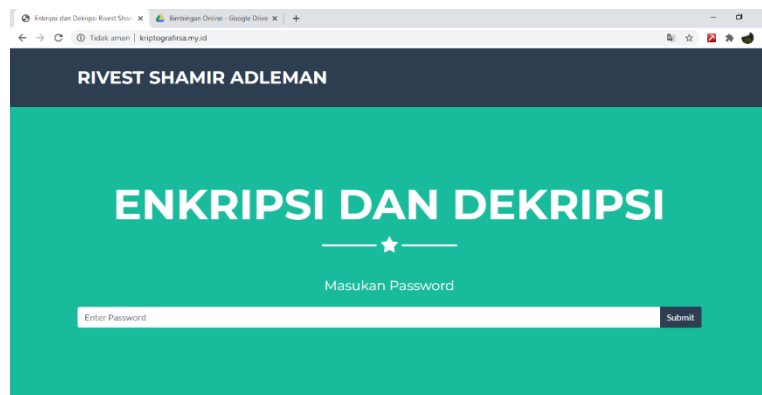 Enkripsi dan Dekripsi Rivest Shar
Bimbingan Online - Google Drive
Tidak aman | kriptografirsa.my.id
RIVEST SHAMIR ADLEMAN
ENKRIPSI DAN DEKRIPSI
Masukan Password
Enter Password
Submit